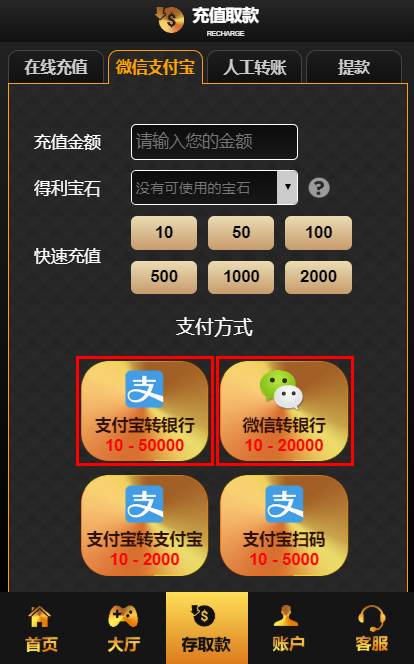 充值取款
RECHARGE
在线充值 微信支付宝 人工转账 提款
充值金额 请输入您的金额
得利宝石 没有可使用的宝石 ?
快速充值
10 50 100
500 1000 2000
支付方式
支 支付宝转银行
10 - 50000
微信转银行
10 - 20000
支 支付宝转支付宝
10 - 2000
支 支付宝扫码
10 - 5000
首页 大厅 存取款 账户 客服